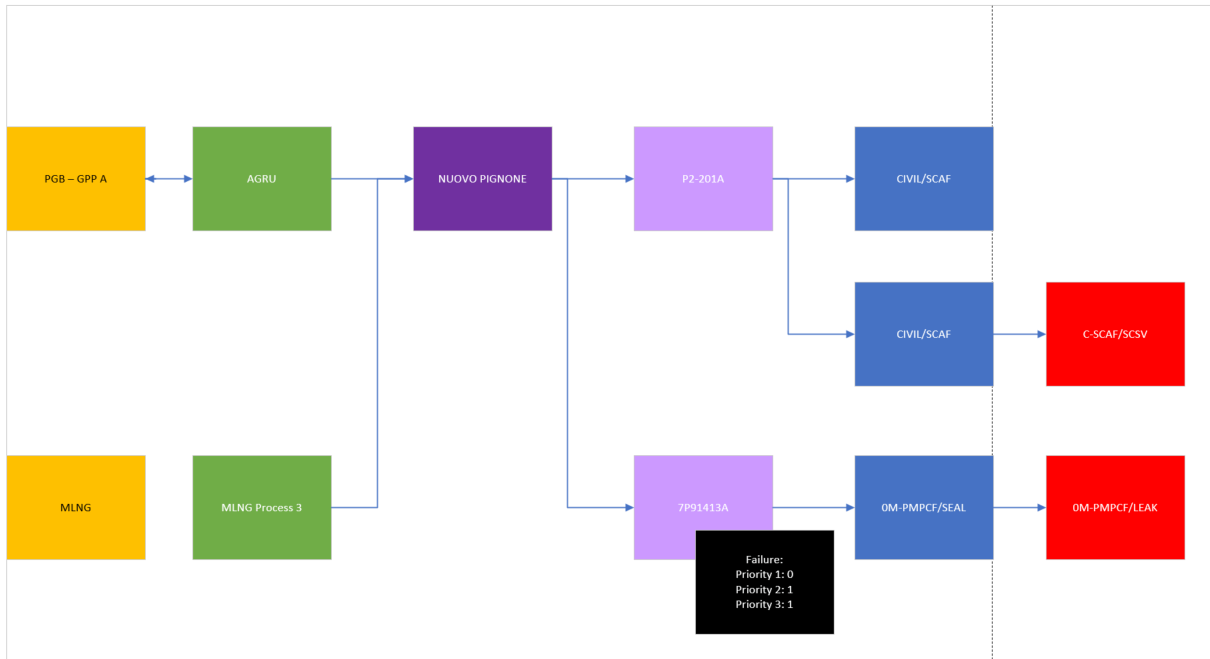 PGB – GPP A
AGRU
NUOVO PIGNONE
P2-201A
CIVIL/SCAF
CIVIL/SCAF
C-SCAF/SCSV
MLNG
MLNG Process 3
7P91413A
0M-PMPCF/SEAL
0M-PMPCF/LEAK
Failure:
Priority 1: 0
Priority 2: 1
Priority 3: 1